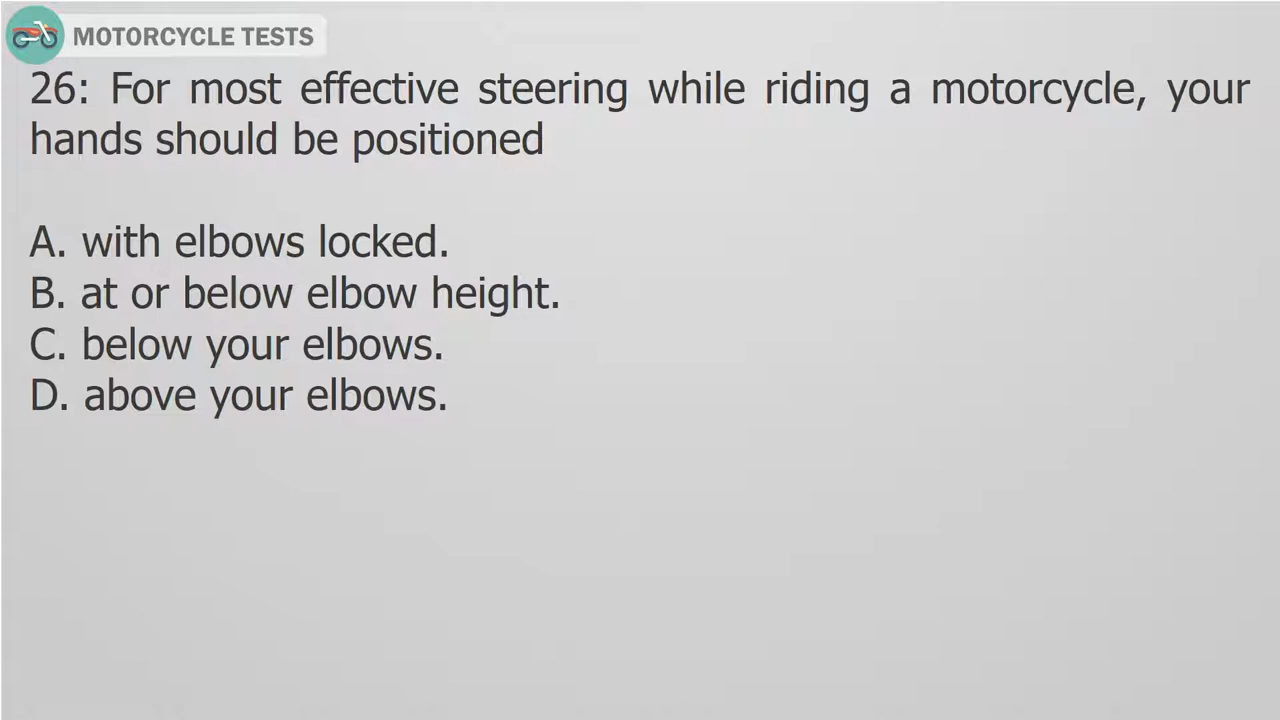 MOTORCYCLE TESTS
26: For most effective steering while riding a motorcycle, your
hands should be positioned
A. with elbows locked.
B. at or below elbow height.
C. below your elbows.
D. above your elbows.